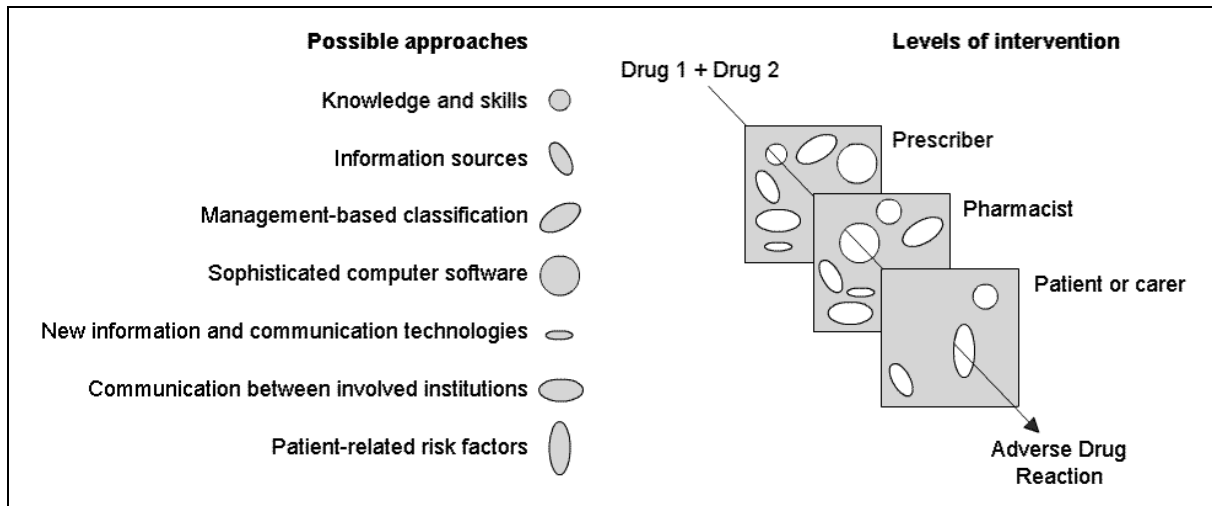 Possible approaches
Knowledge and skills
Information sources
Management-based classification
Sophisticated computer software
New information and communication technologies
Communication between involved institutions
Patient-related risk factors
Levels of intervention
Drug 1 + Drug 2
Prescriber
Pharmacist
Patient or carer
Adverse Drug
Reaction